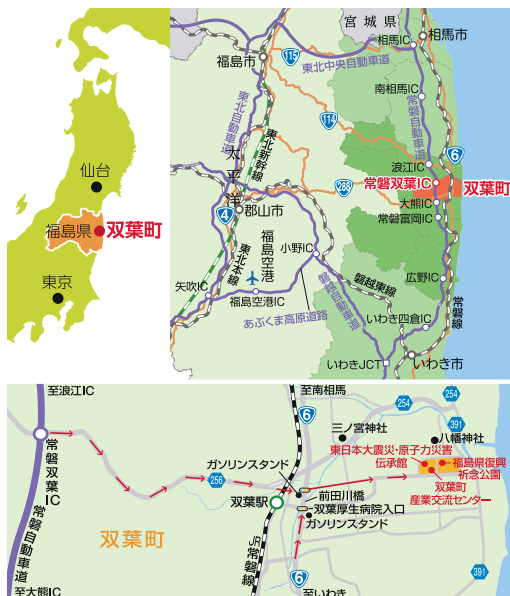 仙台
福島県
双葉町
東京
宮城県
相馬市
相馬IC
115
福島市
東北中央自動車道
南相馬IC
常磐自動車道
東北自動車道
東北新幹線
114
6
太平洋
浪江IC
常磐双葉IC
双葉町
288
大熊IC
常磐富岡IC
4
郡山市
福島空港
小野IC
東北本線
矢吹IC
福島空港IC
磐越自動車道
磐越東線
広野IC
あぶくま高原道路
いわき四倉IC
常磐線
いわきJCT
いわき市
至浪江IC
至南相馬
6
254
254
391
三ノ宮神社
八幡神社
常磐双葉IC
東日本大震災・原子力災害
伝承館
福島県復興
祈念公園
ガソリンスタンド
256
双葉駅
前田川橋
双葉町
産業交流センター
双葉厚生病院入口
ガソリンスタンド
双葉町
常磐自動車道
JR常磐線
391
6
至大熊IC
至いわき